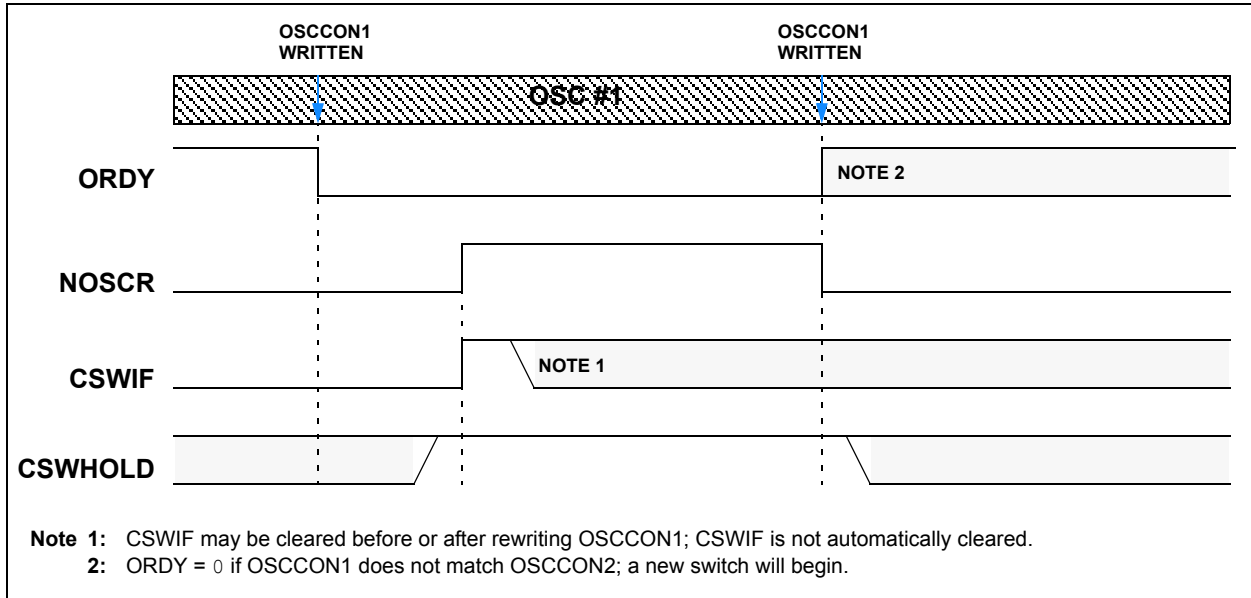 OSCCON1 WRITTEN
OSCCON1 WRITTEN
OSC #1
ORDY
NOTE 2
NOSCR
CSWIF
NOTE 1
CSWHOLD
Note 1: CSWIF may be cleared before or after rewriting OSCCON1; CSWIF is not automatically cleared.
2: ORDY = 0 if OSCCON1 does not match OSCCON2; a new switch will begin.